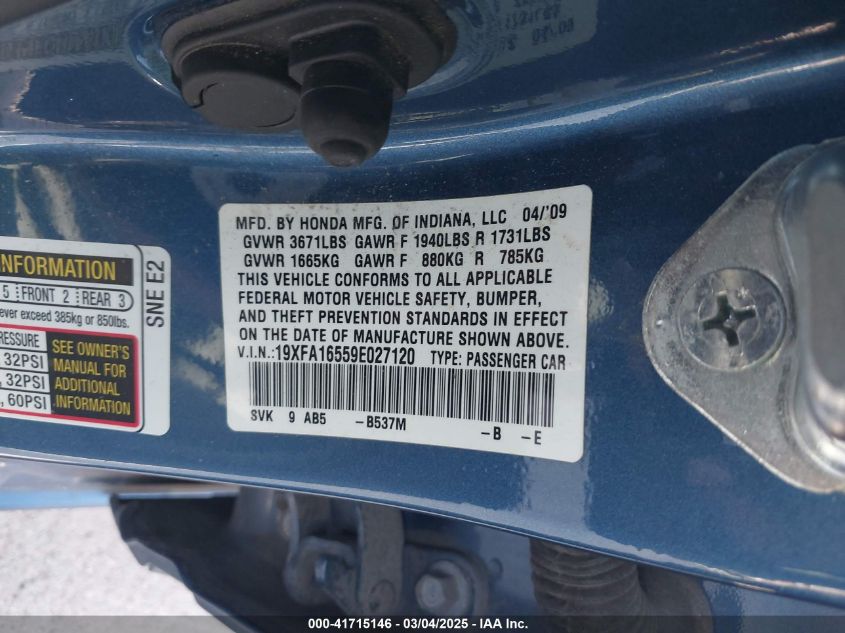 MFD. BY HONDA MFG. OF INDIANA, LLC 04/'09
GVWR 3671LBS GAWR F 1940LBS R 1731LBS
GVWR 1665KG GAWR F 880KG R 785KG
THIS VEHICLE CONFORMS TO ALL APPLICABLE
FEDERAL MOTOR VEHICLE SAFETY, BUMPER,
AND THEFT PREVENTION STANDARDS IN EFFECT
ON THE DATE OF MANUFACTURE SHOWN ABOVE.
V.I.N.:19XFA16559E027120 TYPE: PASSENGER CAR
SVK 9 AB5 -B537M -B -E
INFORMATION
5 FRONT 2 REAR 3
ever exceed 385kg or 850lbs.
PRESSURE
32PSI
, 32PSI
, 60PSI
SEE OWNER'S
MANUAL FOR
ADDITIONAL
INFORMATION
SNE E2
000-41715146 - 03/04/2025 - IAAI.COM